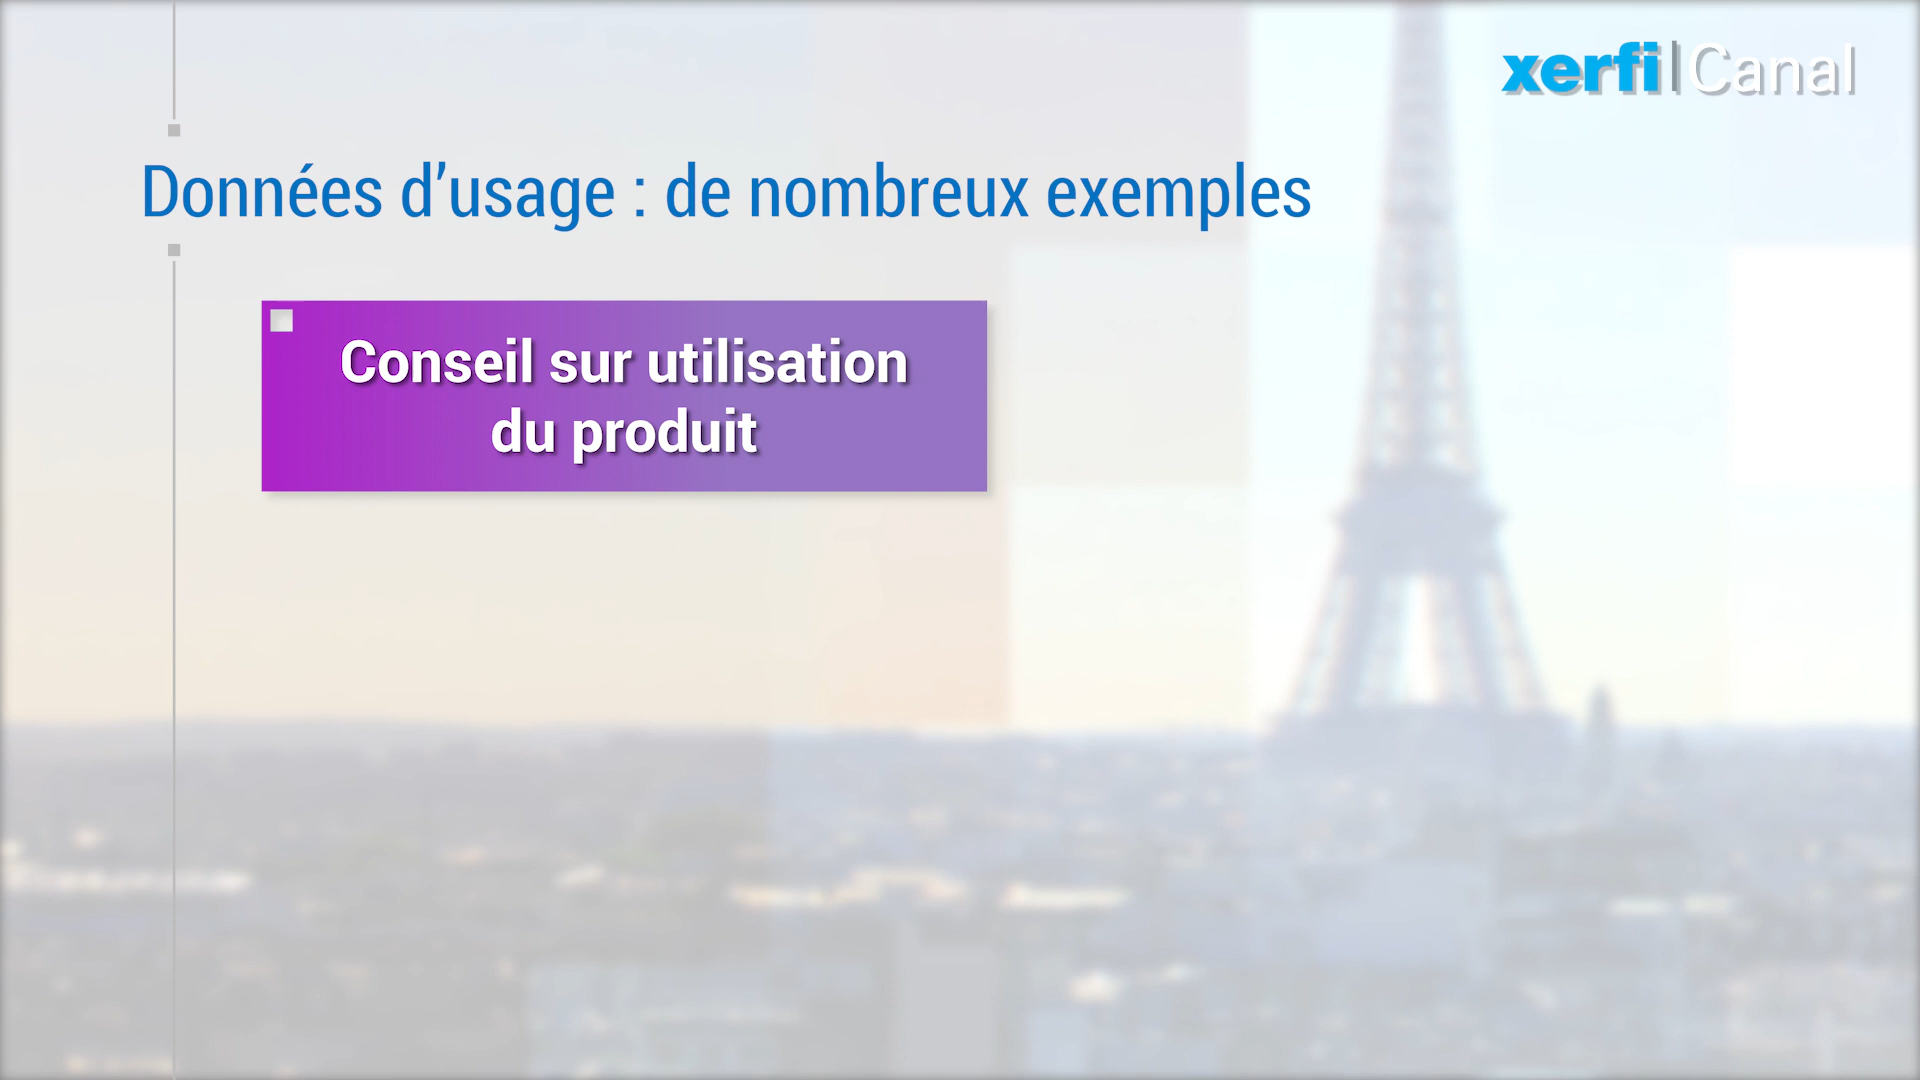 xerfi|Canal
Données d’usage : de nombreux exemples
Conseil sur utilisation
du produit